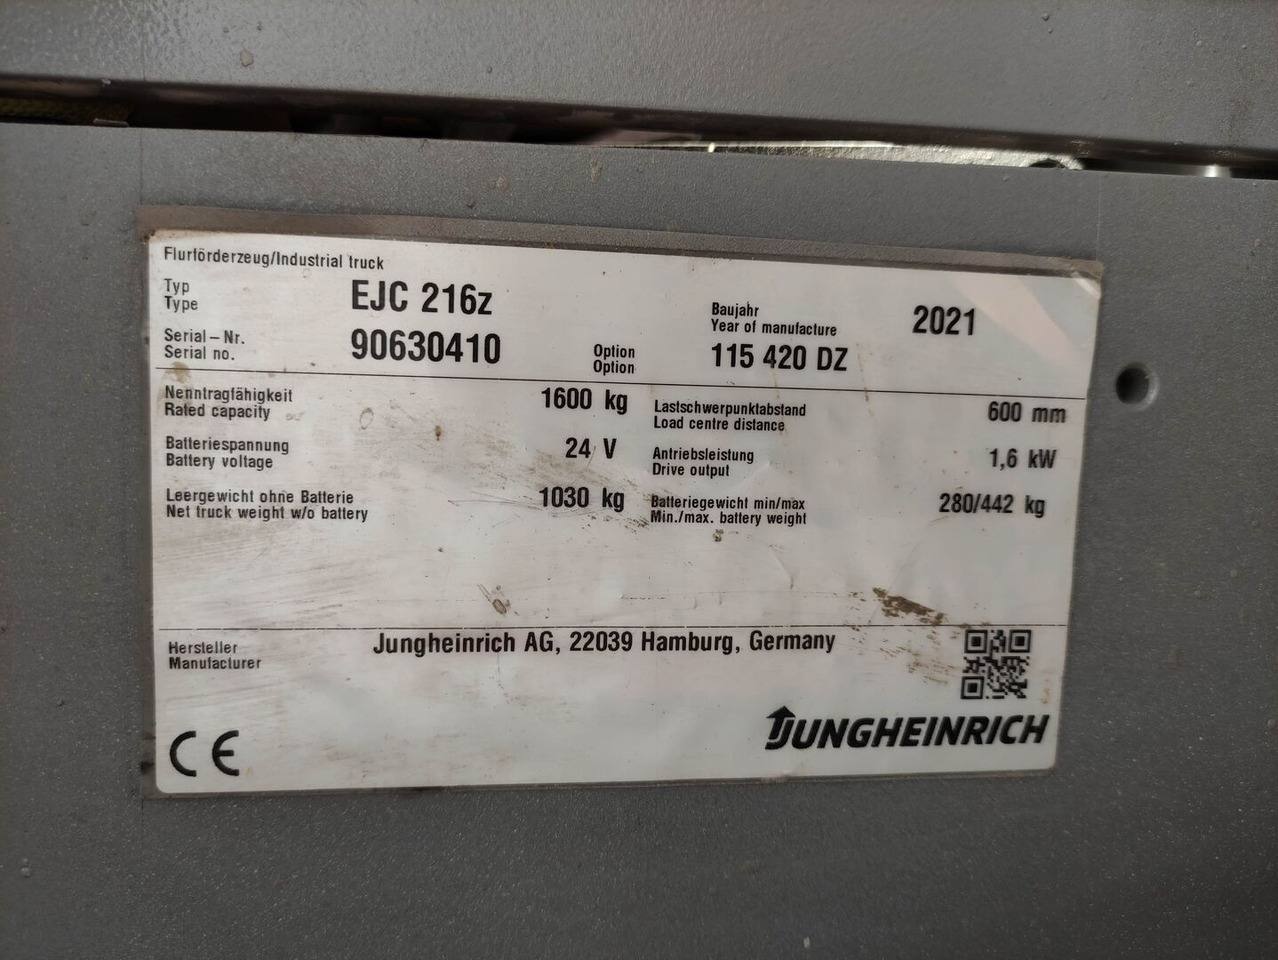 Flurförderzeug/Industrial truck
Typ
Type
EJC 216z
Baujahr
Year of manufacture
2021
Serial-Nr.
Serial no.
90630410
Option
Option
115 420 DZ
Nenntragfähigkeit
Rated capacity
1600 kg
Lastschwerpunktabstand
Load centre distance
600 mm
Batteriespannung
Battery voltage
24 V
Antriebsleistung
Drive output
1,6 kW
Leergewicht ohne Batterie
Net truck weight w/o battery
1030 kg
Batteriegewicht min/max
Min./max. battery weight
280/442 kg
Hersteller
Manufacturer
Jungheinrich AG, 22039 Hamburg, Germany
CE
JUNGHEINRICH